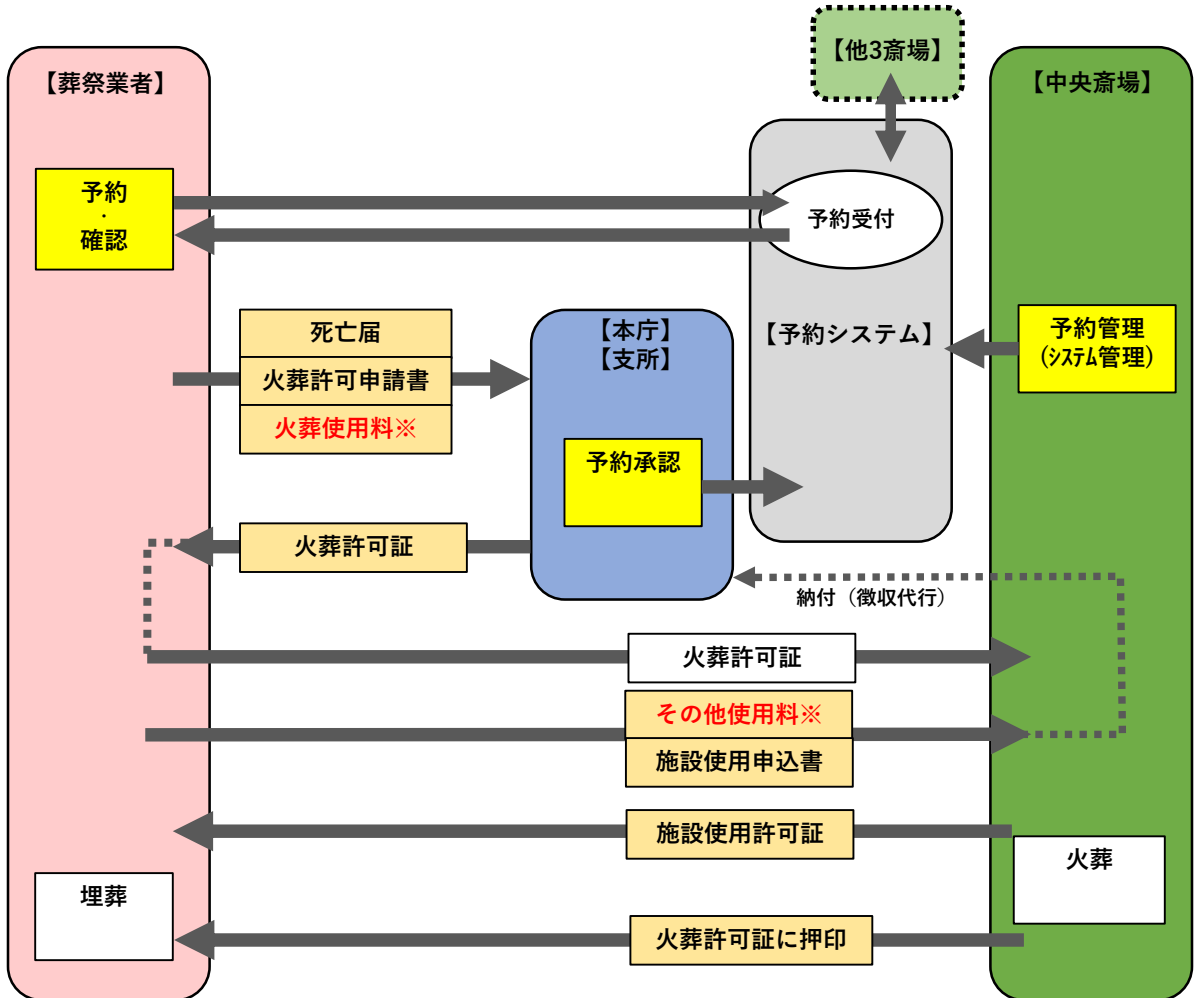 【他3斎場】
【葬祭業者】
【中央斎場】
予約
・
確認
予約受付
死亡届
火葬許可申請書
火葬使用料※
【本庁】
【支所】
【予約システム】
予約管理
(ｼｽﾃﾑ管理)
予約承認
火葬許可証
納付（徴収代行）
火葬許可証
その他使用料※
施設使用申込書
施設使用許可証
火葬
埋葬
火葬許可証に押印